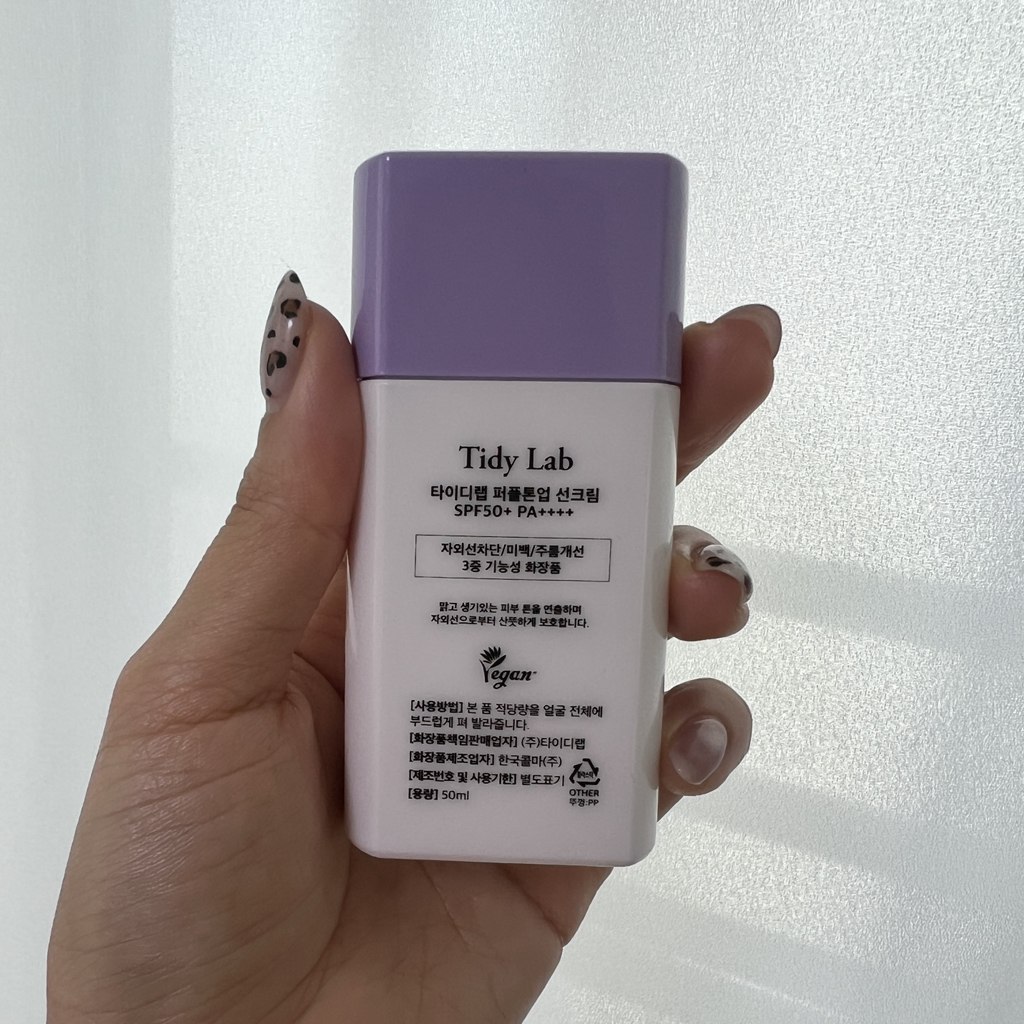 Tidy Lab
타이디랩 퍼플톤업 선크림
SPF50+ PA++++
자외선차단/미백/주름개선
3중 기능성 화장품
맑고 생기있는 피부 톤을 연출하며
자외선으로부터 산뜻하게 보호합니다.
Vegan
[사용방법] 본 품 적당량을 얼굴 전체에
부드럽게 펴 발라줍니다.
[화장품책임판매업자] (주)타이디랩
[화장품제조업자] 한국콜마(주)
[제조번호 및 사용기한] 별도표기
[용량] 50ml
플라스틱
OTHER
뚜껑:PP